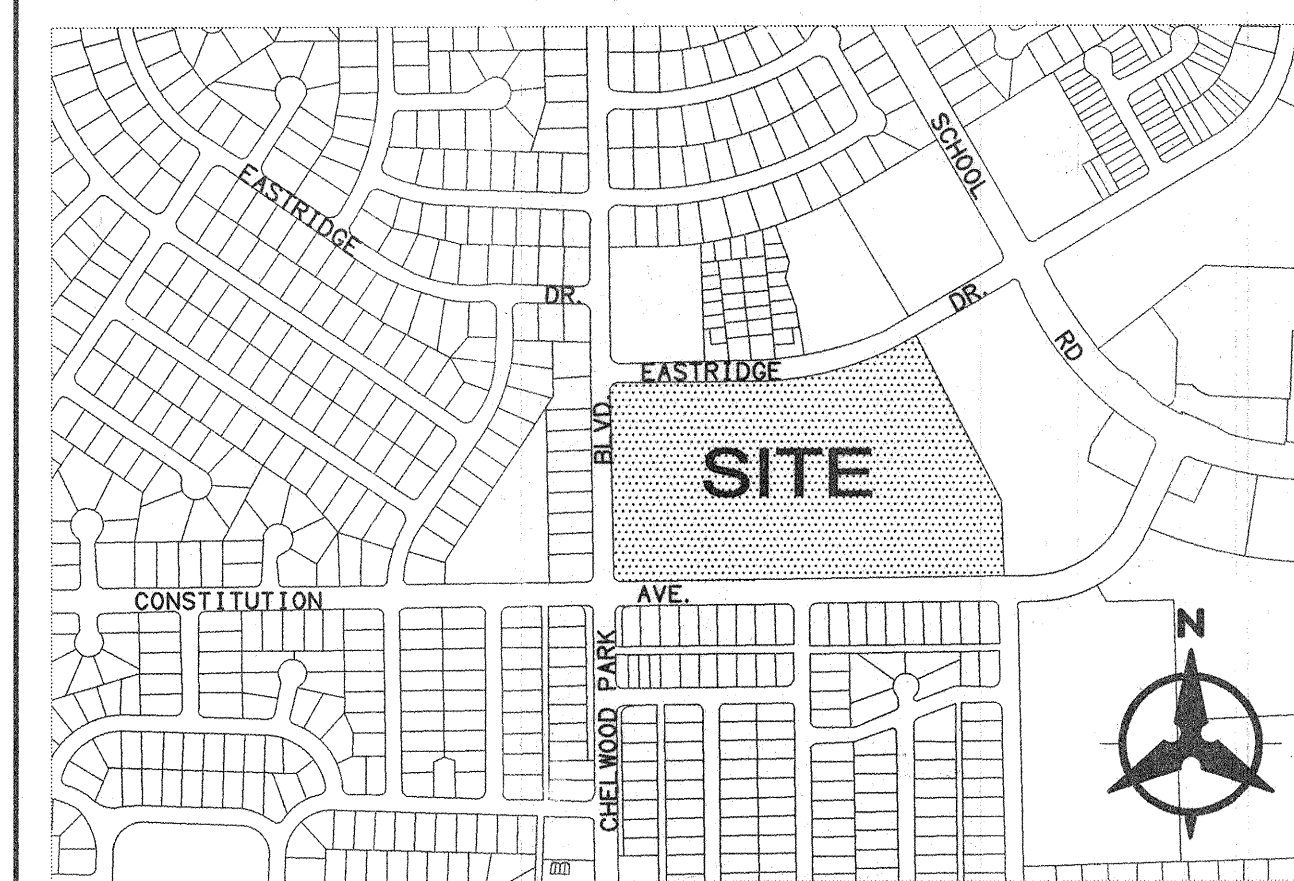 SCHOOL
EASTRIDGE
DR.
DR.
RD
EASTRIDGE
BLVD.
SITE
CONSTITUTION
AVE.
N
CHELWOOD PARK